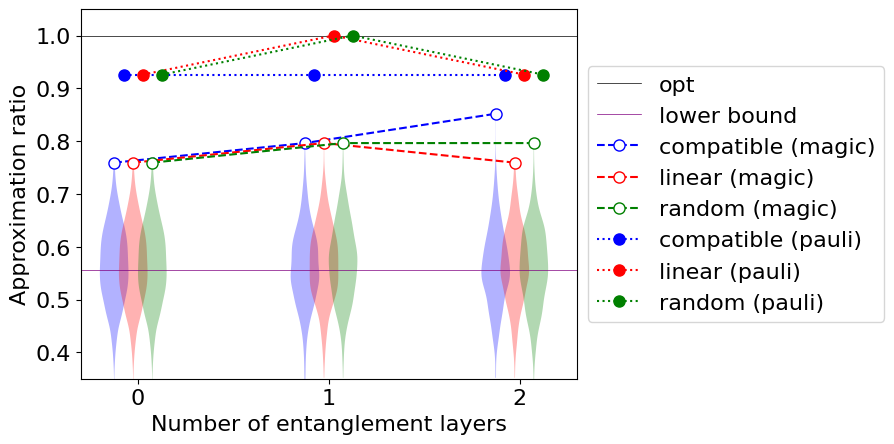 1.0
0.9
0.8
0.7
0.6
0.5
0.4
Approximation ratio
0 1 2
Number of entanglement layers
opt
lower bound
compatible (magic)
linear (magic)
random (magic)
compatible (pauli)
linear (pauli)
random (pauli)